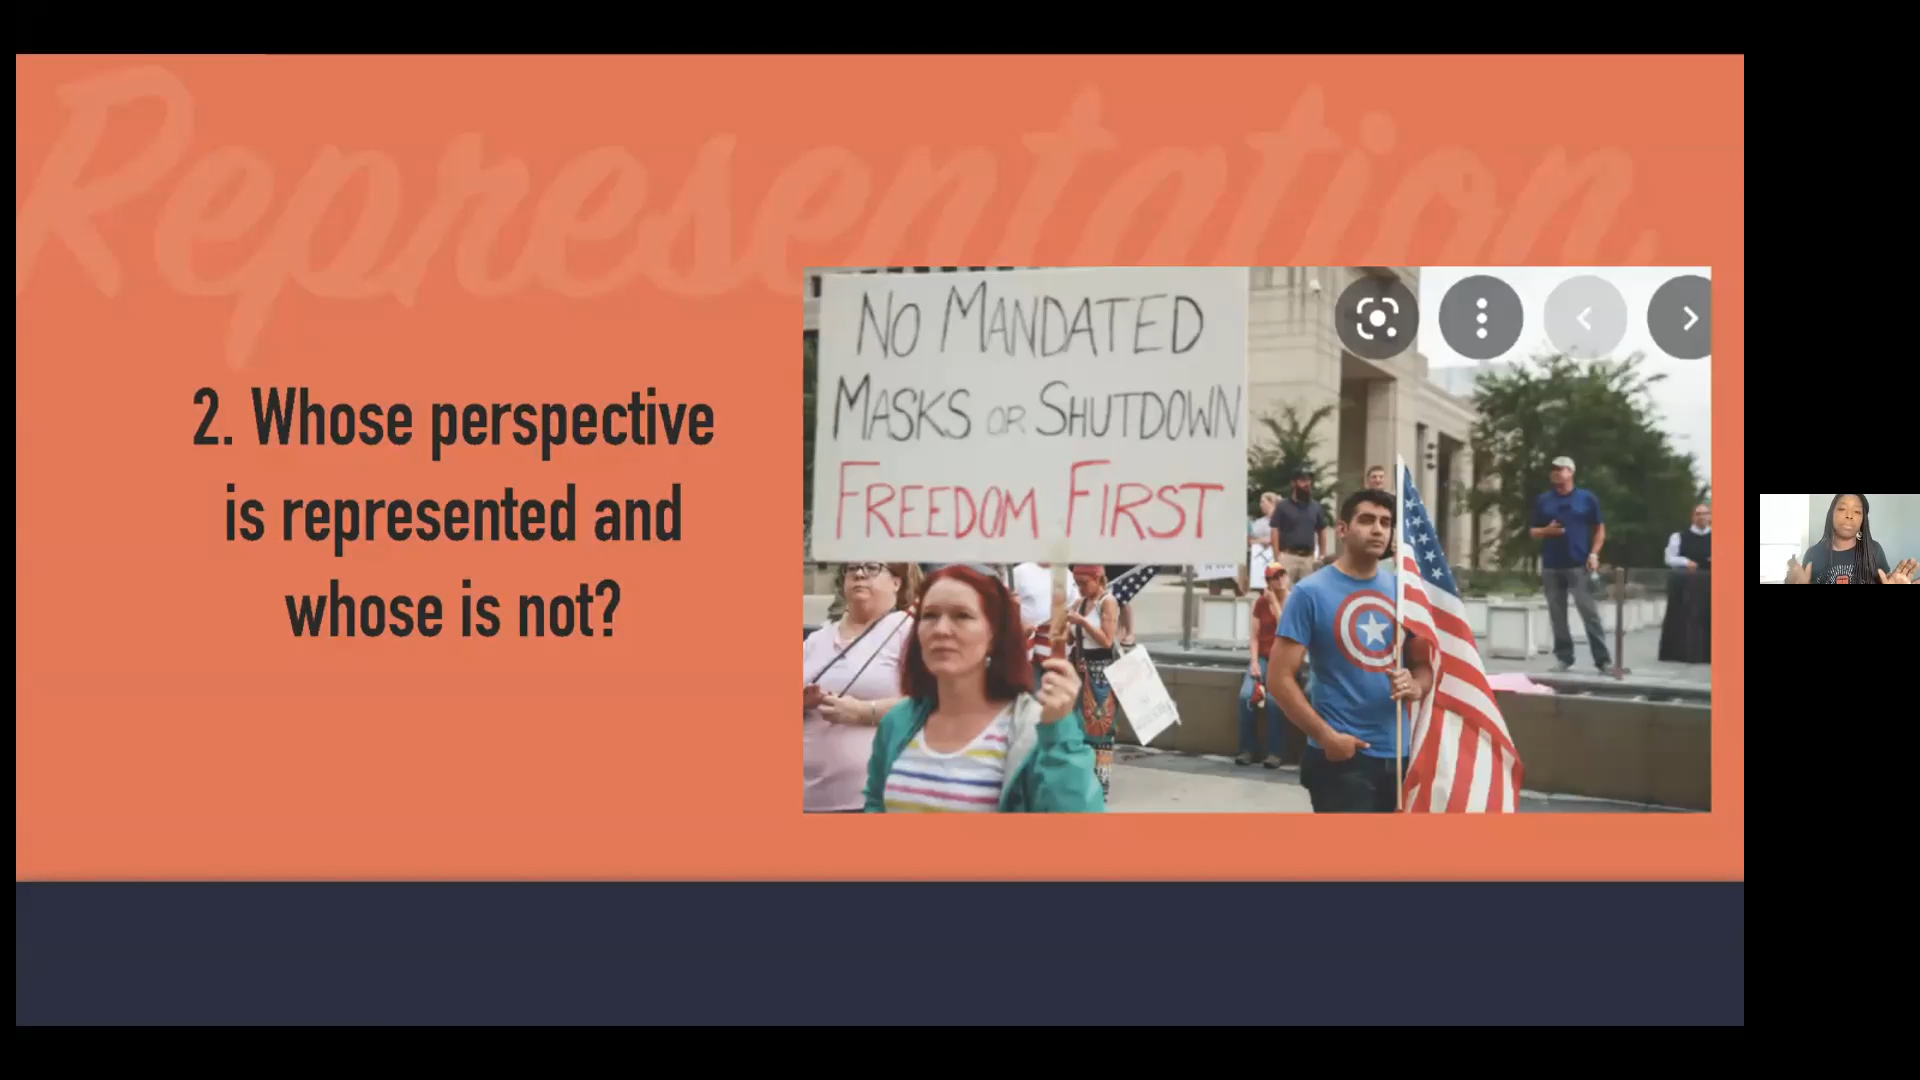 Representation
2. Whose perspective
is represented and
whose is not?
NO MANDATED
MASKS OR SHUTDOWN
FREEDOM FIRST